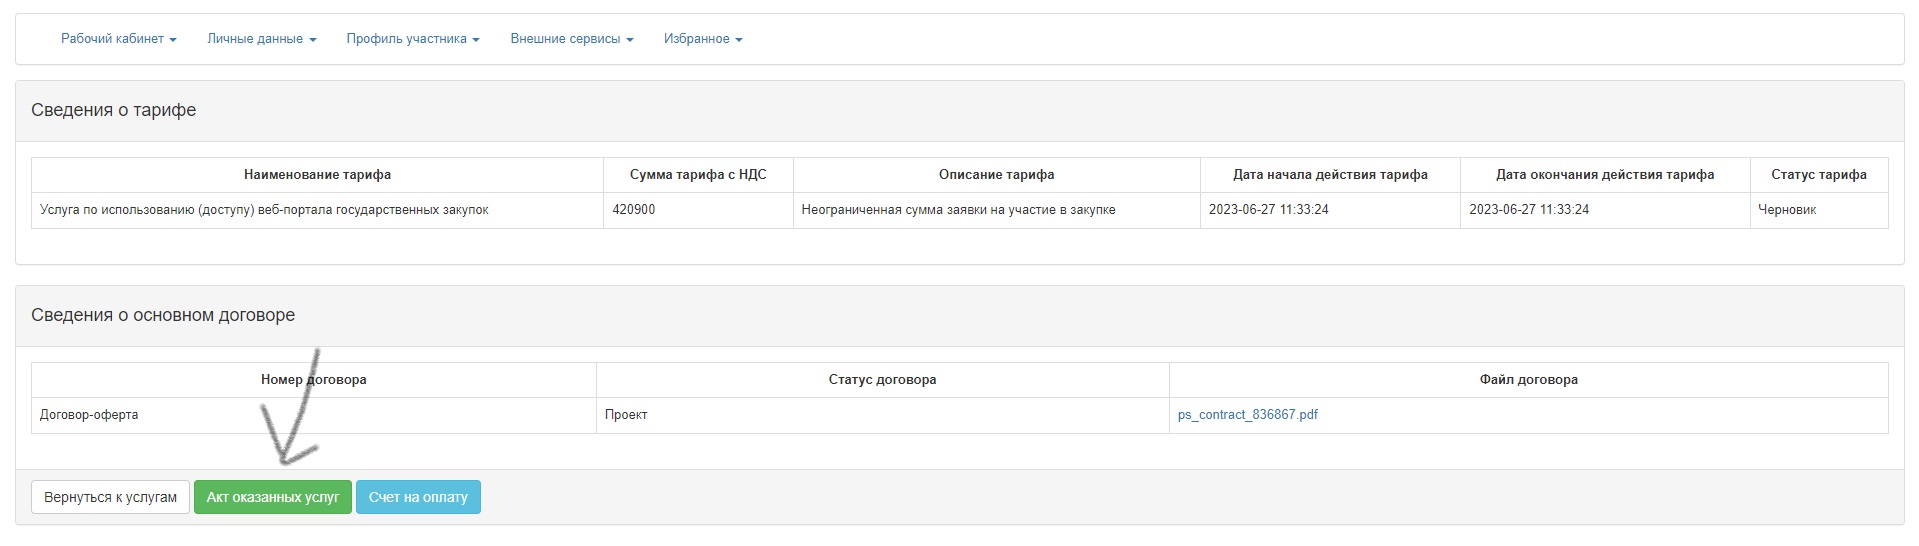 Рабочий кабинет Личные данные Профиль участника Внешние сервисы Избранное
Сведения о тарифе
Наименование тарифа Сумма тарифа с НДС Описание тарифа Дата начала действия тарифа Дата окончания действия тарифа Статус тарифа
Услуга по использованию (доступу) веб-портала государственных закупок 420900 Неограниченная сумма заявки на участие в закупке 2023-06-27 11:33:24 2023-06-27 11:33:24 Черновик
Сведения о основном договоре
Номер договора Статус договора Файл договора
Договор-оферта Проект ps_contract_836867.pdf
Вернуться к услугам Акт оказанных услуг Счет на оплату